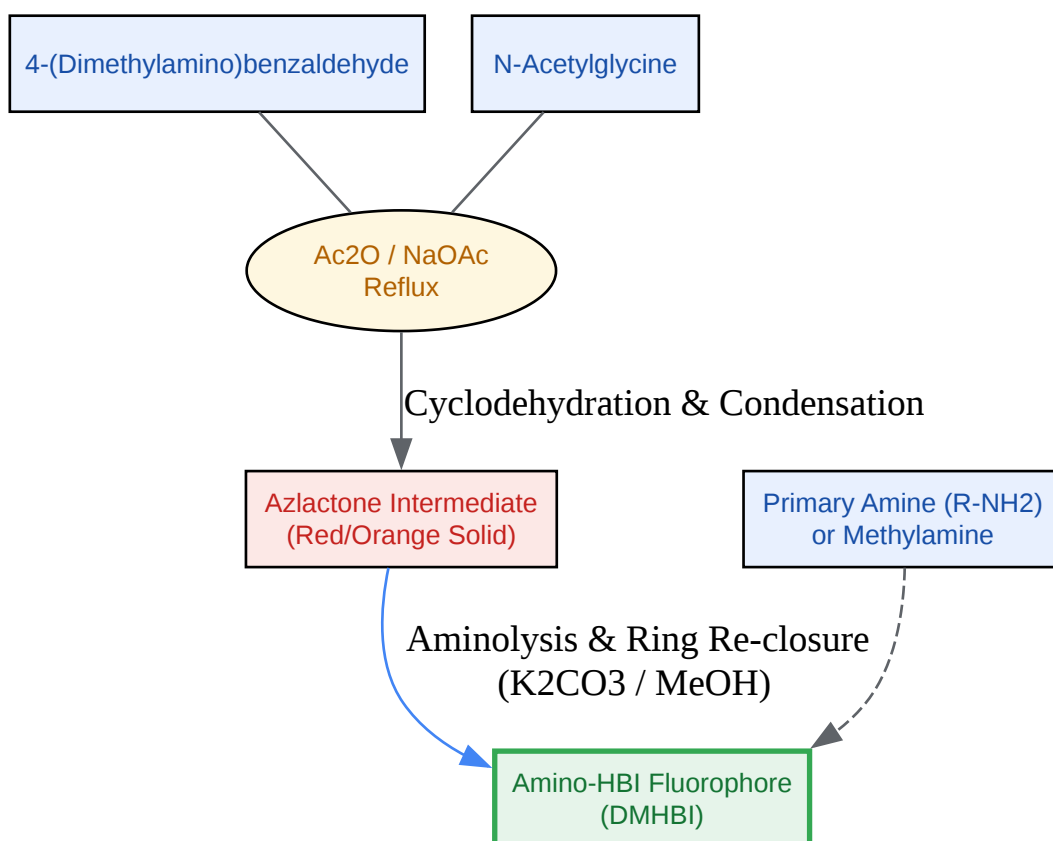 4-(Dimethylamino)benzaldehyde
N-Acetylglycine
Ac2O / NaOAc
Reflux
Cyclodehydration & Condensation
Azlactone Intermediate
(Red/Orange Solid)
Primary Amine (R-NH2)
or Methylamine
Aminolysis & Ring Re-closure
(K2CO3 / MeOH)
Amino-HBI Fluorophore
(DMHBI)